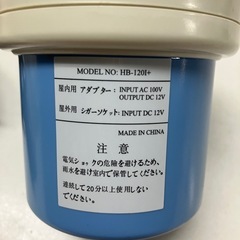 MODEL NO: HB-120I+
屋内用 アダプター: INPUT AC 100V
OUTPUT DC 12V
屋外用 シガーソケット: INPUT DC 12V
MADE IN CHINA
注 意
電気ショックの危険を避けるため、
雨水を避け室内で保管してください。
連続して20分以上使用しない
でください。